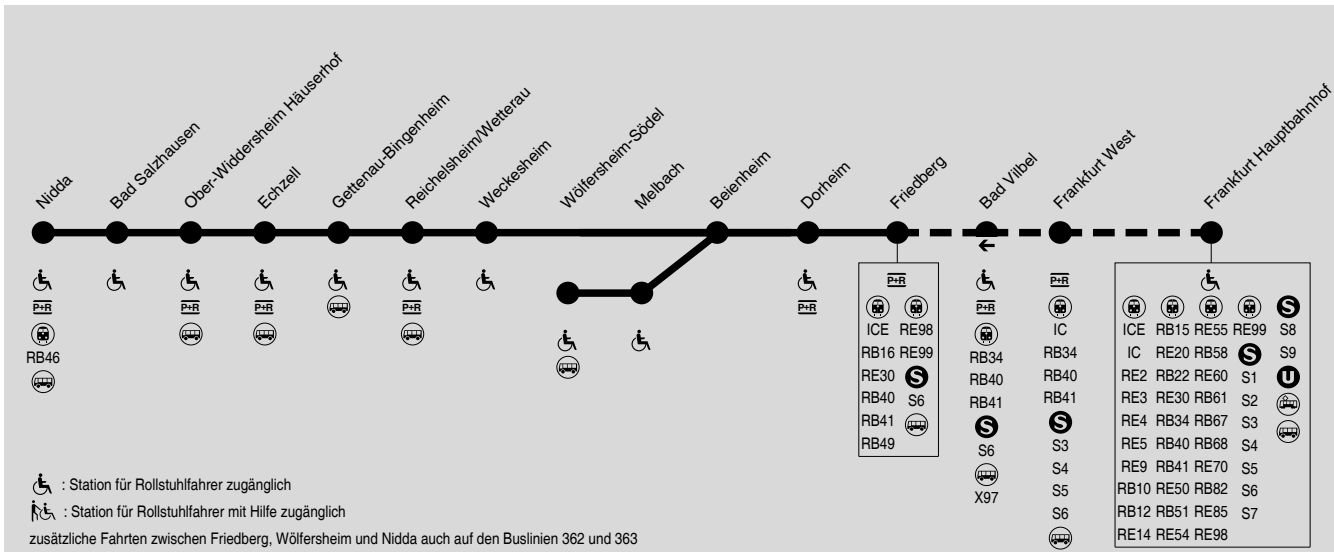 Nidda
Bad Salzhausen
Ober-Widdersheim Häuserhof
Echzell
Gettenau-Bingenheim
Reichelsheim/Wetterau
Weckesheim
Wölfersheim-Södel
Melbach
Beienheim
Dorheim
Friedberg
Bad Vilbel
Frankfurt West
Frankfurt Hauptbahnhof
P+R
RB46
P+R
P+R
P+R
P+R
P+R
ICE RE98
RB16 RE99
RE30 S
RB40 S6
RB41
RB49
P+R
RB34
RB40
RB41
S
S6
X97
P+R
IC
RB34
RB40
RB41
S
S3
S4
S5
S6
S
ICE RB15 RE55 RE99 S8
IC RE20 RB58 S S9
RE2 RB22 RE60 S1 U
RE3 RE30 RB61 S2
RE4 RB34 RB67 S3
RE5 RB40 RB68 S4
RE9 RB41 RE70 S5
RB10 RE50 RB82 S6
RB12 RB51 RE85 S7
RE14 RE54 RE98
: Station für Rollstuhlfahrer zugänglich
: Station für Rollstuhlfahrer mit Hilfe zugänglich
zusätzliche Fahrten zwischen Friedberg, Wölfersheim und Nidda auch auf den Buslinien 362 und 363